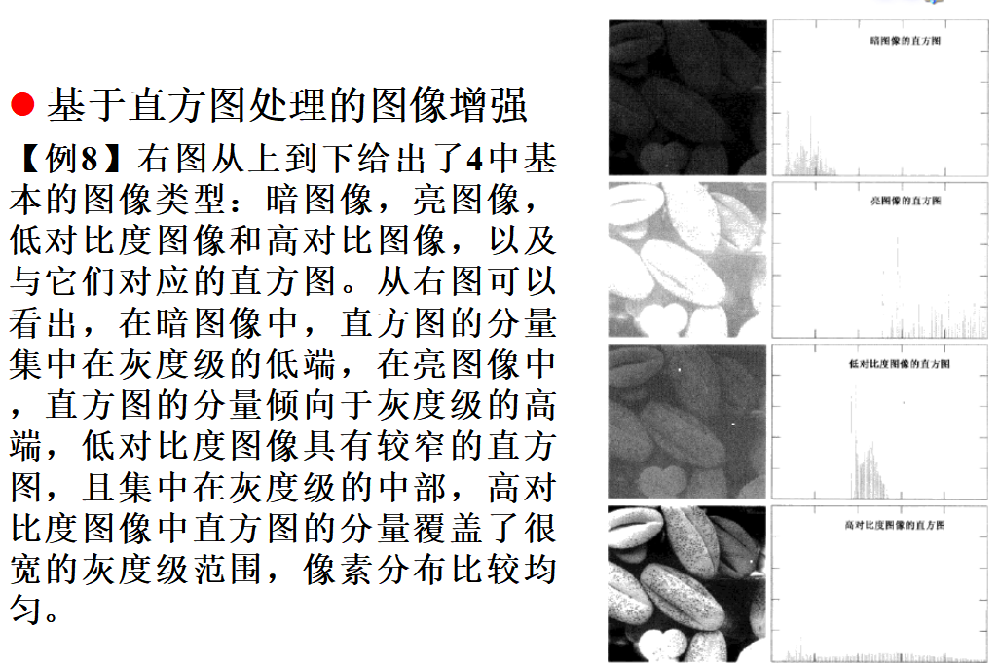 基于直方图处理的图像增强
【例8】右图从上到下给出了4中基
本的图像类型：暗图像，亮图像，
低对比度图像和高对比图像，以及
与它们对应的直方图。从右图可以
看出，在暗图像中，直方图的分量
集中在灰度级的低端，在亮图像中
，直方图的分量倾向于灰度级的高
端，低对比度图像具有较窄的直方
图，且集中在灰度级的中部，高对
比度图像中直方图的分量覆盖了很
宽的灰度级范围，像素分布比较均
匀。
暗图像的直方图
亮图像的直方图
低对比度图像的直方图
高对比度图像的直方图